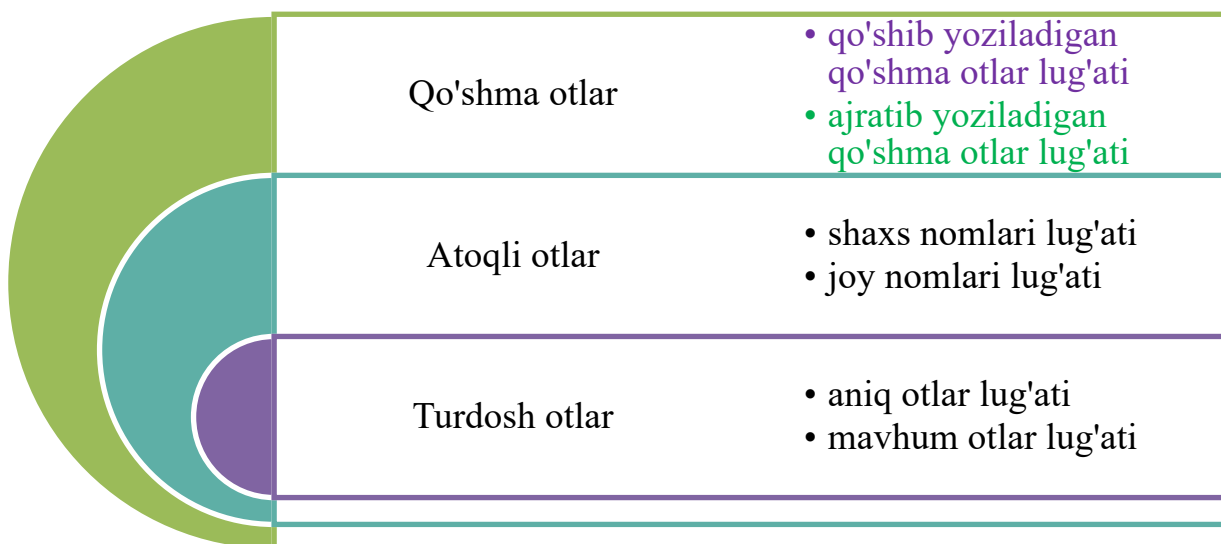 Qo'shma otlar
• qo'shib yoziladigan
qo'shma otlar lug'ati
• ajratib yoziladigan
qo'shma otlar lug'ati
Atoqli otlar
• shaxs nomlari lug'ati
• joy nomlari lug'ati
Turdosh otlar
• aniq otlar lug'ati
• mavhum otlar lug'ati